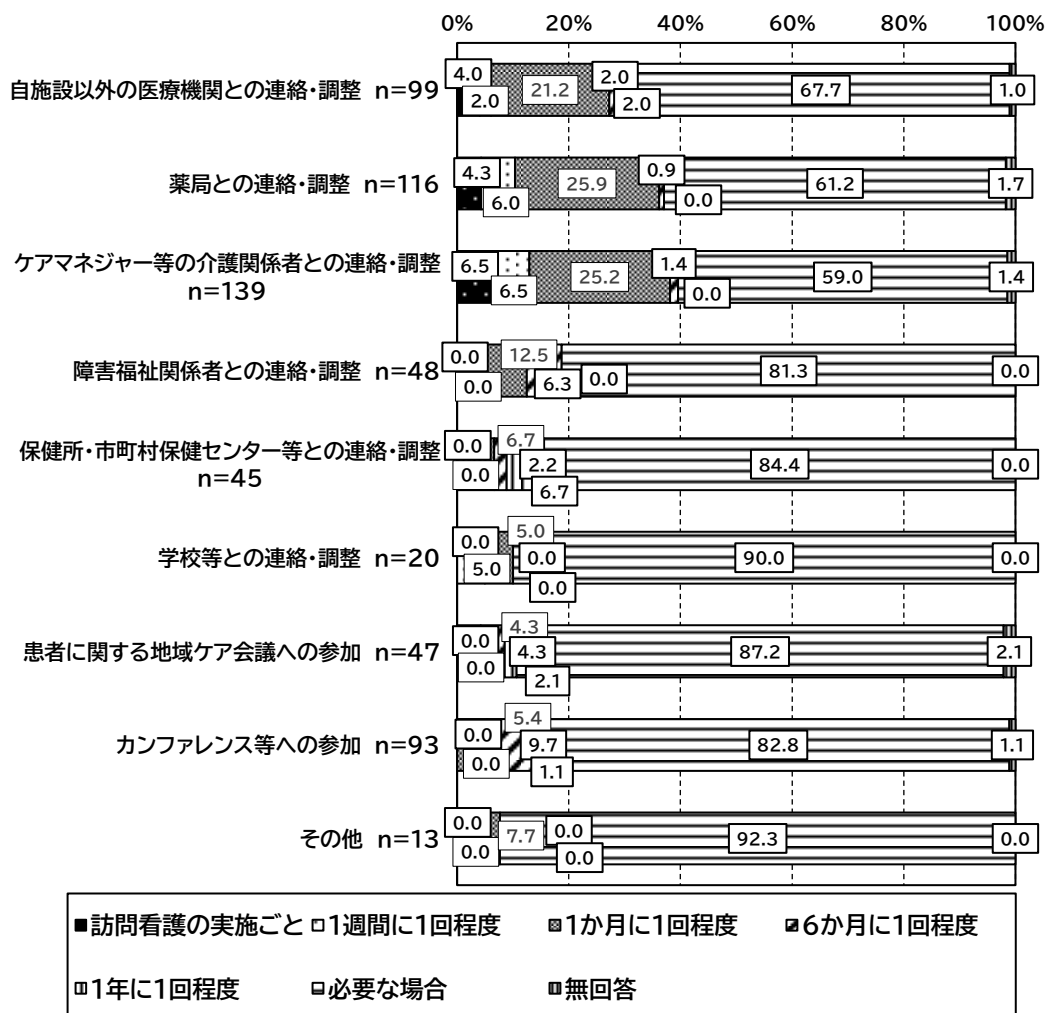 0% 20% 40% 60% 80% 100%
自施設以外の医療機関との連絡・調整 n=99
4.0 2.0 21.2 2.0 2.0 67.7 1.0
薬局との連絡・調整 n=116
4.3 6.0 25.9 0.9 0.0 61.2 1.7
ケアマネジャー等の介護関係者との連絡・調整
n=139
6.5 6.5 25.2 1.4 0.0 59.0 1.4
障害福祉関係者との連絡・調整 n=48
0.0 0.0 12.5 6.3 0.0 81.3 0.0
保健所・市町村保健センター等との連絡・調整
n=45
0.0 0.0 6.7 2.2 6.7 84.4 0.0
学校等との連絡・調整 n=20
0.0 5.0 5.0 0.0 0.0 90.0 0.0
患者に関する地域ケア会議への参加 n=47
0.0 0.0 4.3 4.3 2.1 87.2 2.1
カンファレンス等への参加 n=93
0.0 0.0 5.4 9.7 1.1 82.8 1.1
その他 n=13
0.0 0.0 7.7 0.0 0.0 92.3 0.0
訪問看護の実施ごと 1週間に1回程度 1か月に1回程度 6か月に1回程度
1年に1回程度 必要な場合 無回答